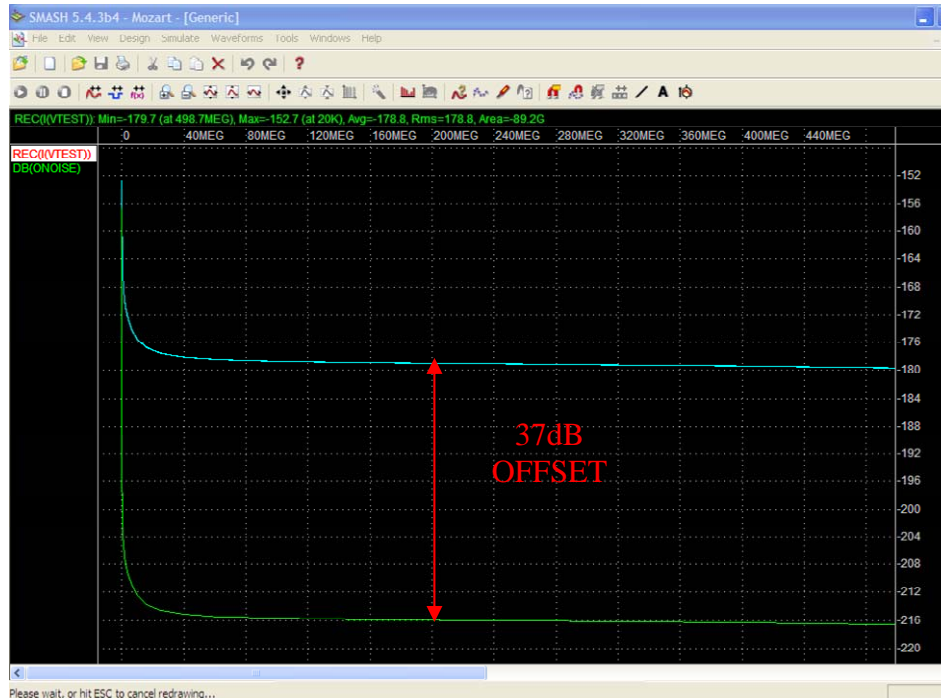 SMASH 5.4.3b4 - Mozart - [Generic]
File Edit View Design Simulate Waveforms Tools Windows Help
REC(I(VTEST)): Min=-179.7 (at 498.7MEG), Max=-152.7 (at 20K), Avg=-178.8, Rms=178.8, Area=-89.2G
0 40MEG 80MEG 120MEG 160MEG 200MEG 240MEG 280MEG 320MEG 360MEG 400MEG 440MEG
REC(I(VTEST))
DB(ONOISE)
-152
-156
-160
-164
-168
-172
-176
-180
-184
-188
-192
-196
-200
-204
-208
-212
-216
-220
37dB
OFFSET
Please wait, or hit ESC to cancel redrawing...